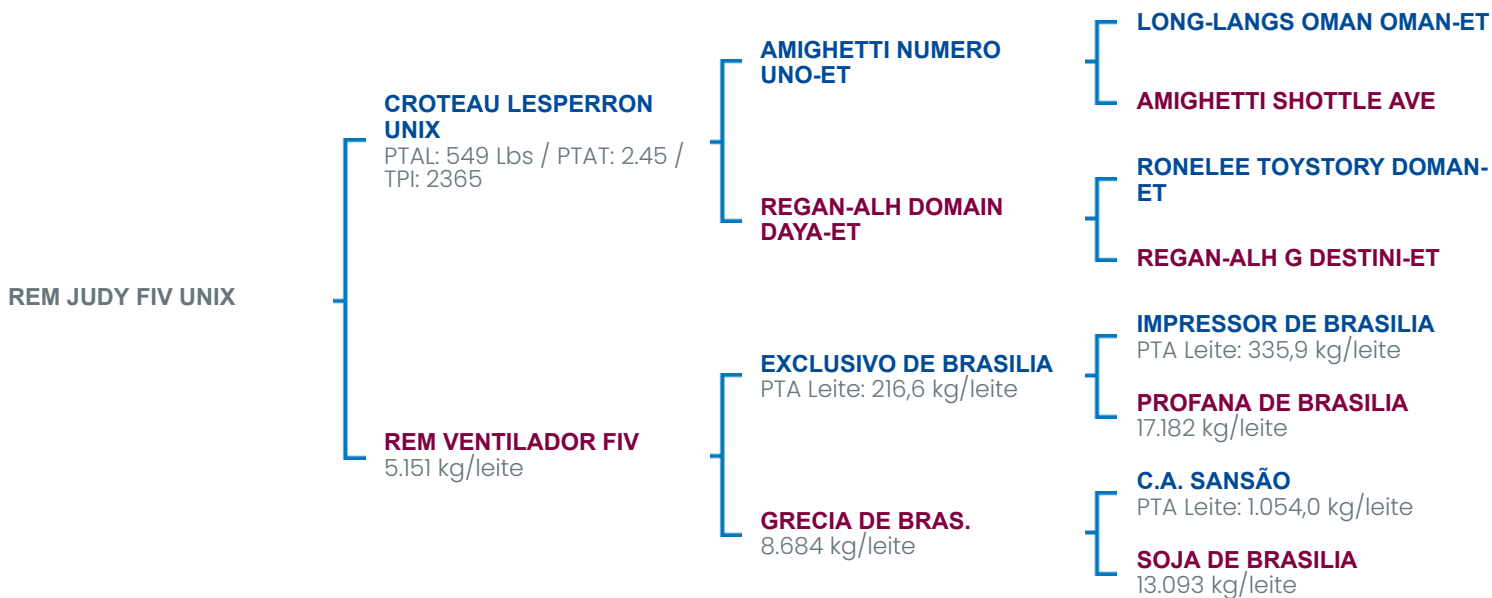 REM JUDY FIV UNIX
CROTEAU LESPERRON
UNIX
PTAL: 549 Lbs / PTAT: 2.45 /
TPI: 2365
REM VENTILADOR FIV
5.151 kg/leite
AMIGHETTI NUMERO
UNO-ET
REGAN-ALH DOMAIN
DAYA-ET
EXCLUSIVO DE BRASILIA
PTA Leite: 216,6 kg/leite
GRECIA DE BRAS.
8.684 kg/leite
LONG-LANGS OMAN OMAN-ET
AMIGHETTI SHOTTLE AVE
RONELEE TOYSTORY DOMAN-
ET
REGAN-ALH G DESTINI-ET
IMPRESSOR DE BRASILIA
PTA Leite: 335,9 kg/leite
PROFANA DE BRASILIA
17.182 kg/leite
C.A. SANSÃO
PTA Leite: 1.054,0 kg/leite
SOJA DE BRASILIA
13.093 kg/leite